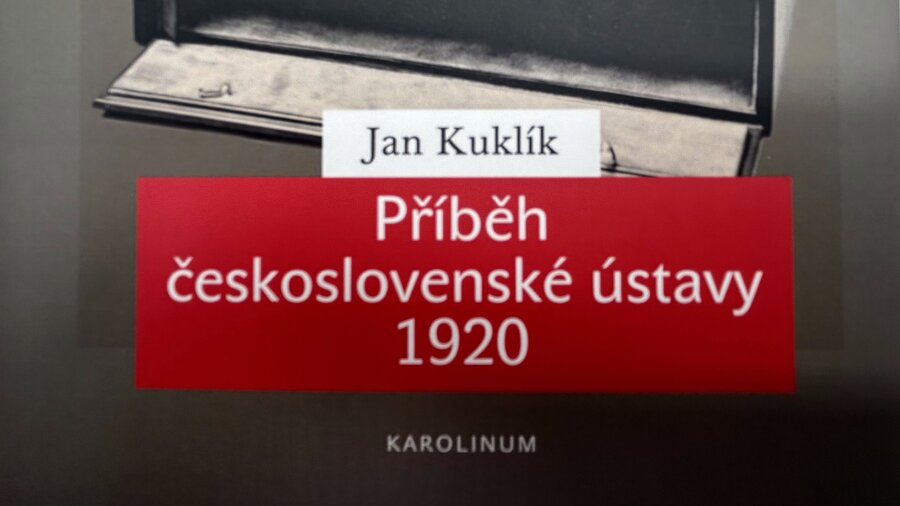 Jan Kuklík
Příběh
československé ústavy
1920
KAROLINUM